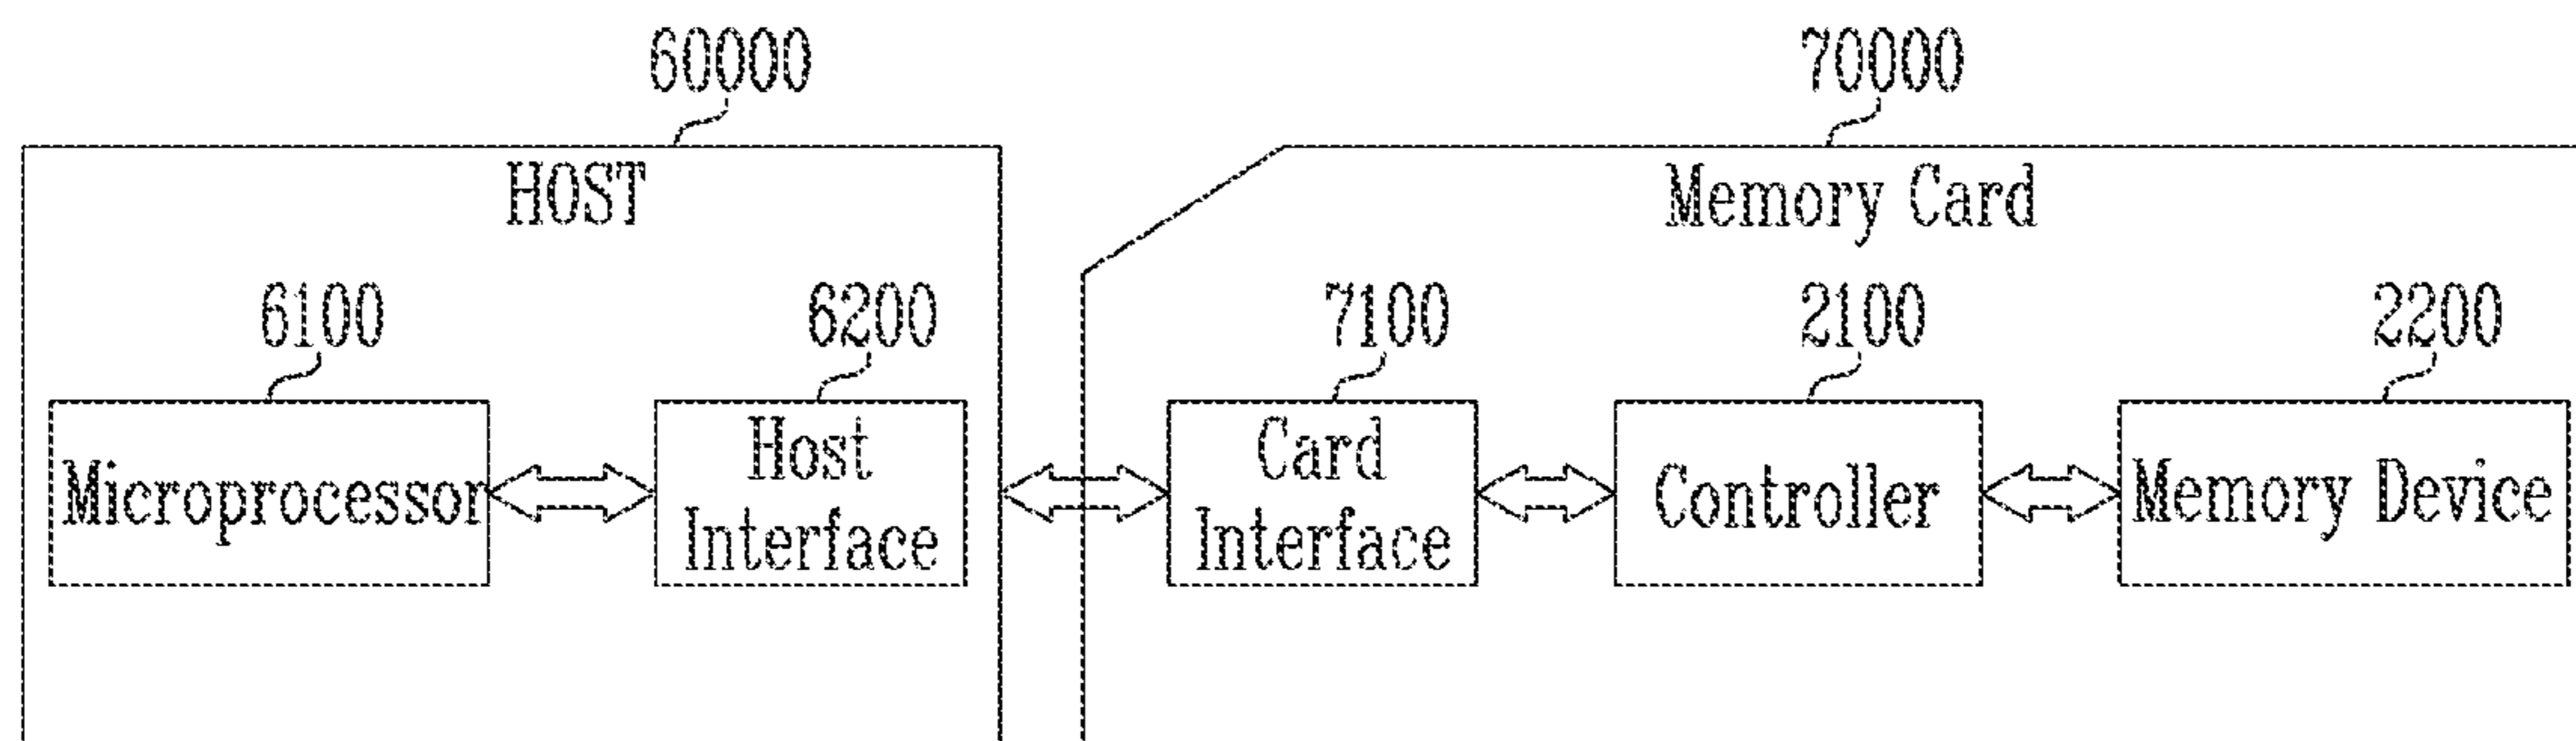 60000
70000
HOST
Memory Card
6100
6200
7100
2100
2200
Microprocessor
Host
Interface
Card
Interface
Controller
Memory Device